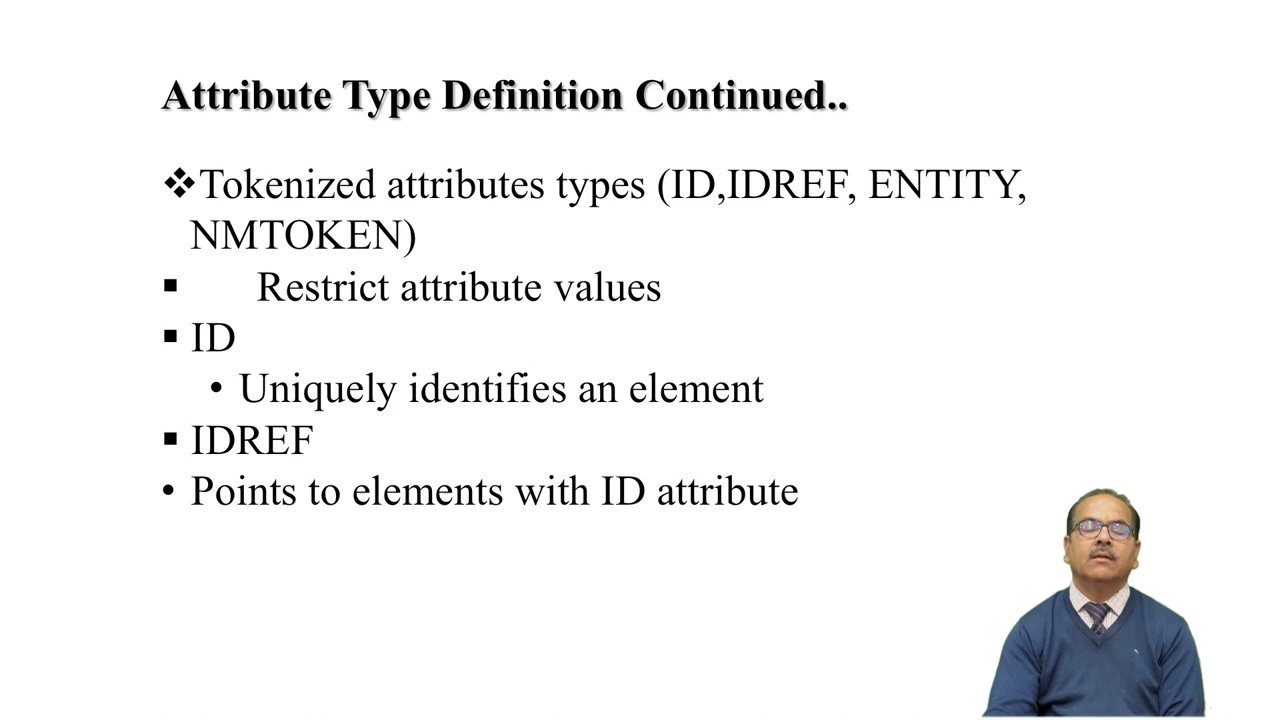 Attribute Type Definition Continued..
❖Tokenized attributes types (ID,IDREF, ENTITY,
NMTOKEN)
▪ Restrict attribute values
▪ ID
• Uniquely identifies an element
▪ IDREF
• Points to elements with ID attribute